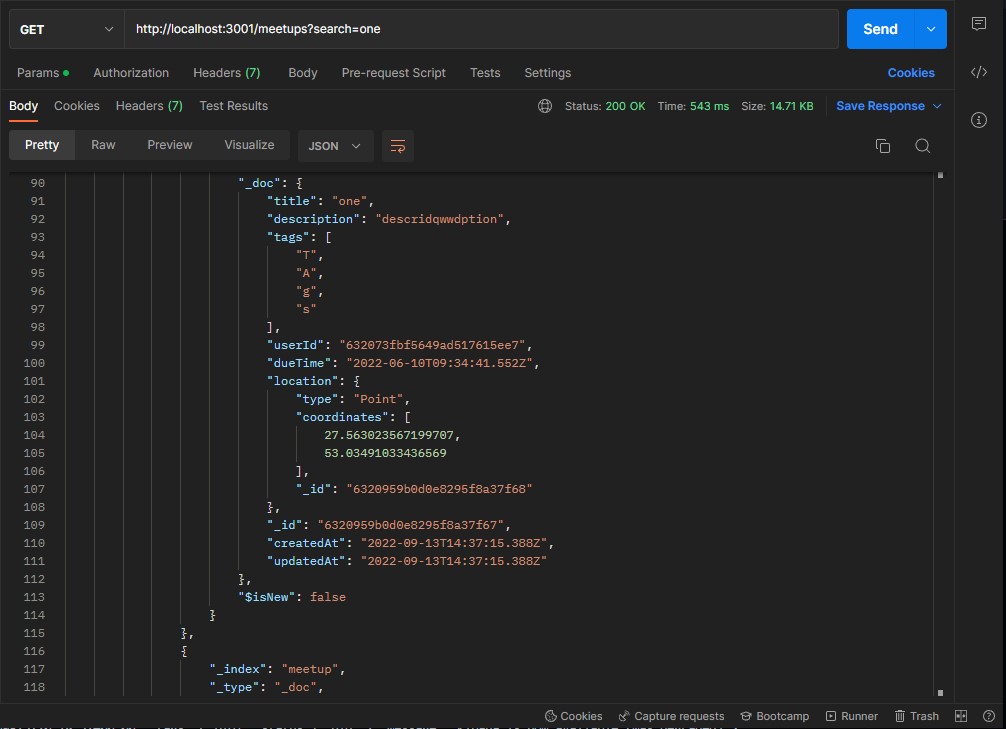 GET http://localhost:3001/meetups?search=one Send
Params Authorization Headers (7) Body Pre-request Script Tests Settings Cookies
Body Cookies Headers (7) Test Results Status: 200 OK Time: 543 ms Size: 14.71 KB Save Response
Pretty Raw Preview Visualize JSON
90 "_doc": {
91 "title": "one",
92 "description": "descridqwwdption",
93 "tags": [
94 "T",
95 "A",
96 "g",
97 "s"
98 ],
99 "userId": "632073fbf5649ad517615ee7",
100 "dueTime": "2022-06-10T09:34:41.552Z",
101 "location": {
102 "type": "Point",
103 "coordinates": [
104 27.563023567199707,
105 53.03491033436569
106 ],
107 "_id": "6320959b0d0e8295f8a37f68"
108 },
109 "_id": "6320959b0d0e8295f8a37f67",
110 "createdAt": "2022-09-13T14:37:15.388Z",
111 "updatedAt": "2022-09-13T14:37:15.388Z"
112 },
113 "$isNew": false
114 }
115 },
116 {
117 "_index": "meetup",
118 "_type": "_doc",
Cookies Capture requests Bootcamp Runner Trash